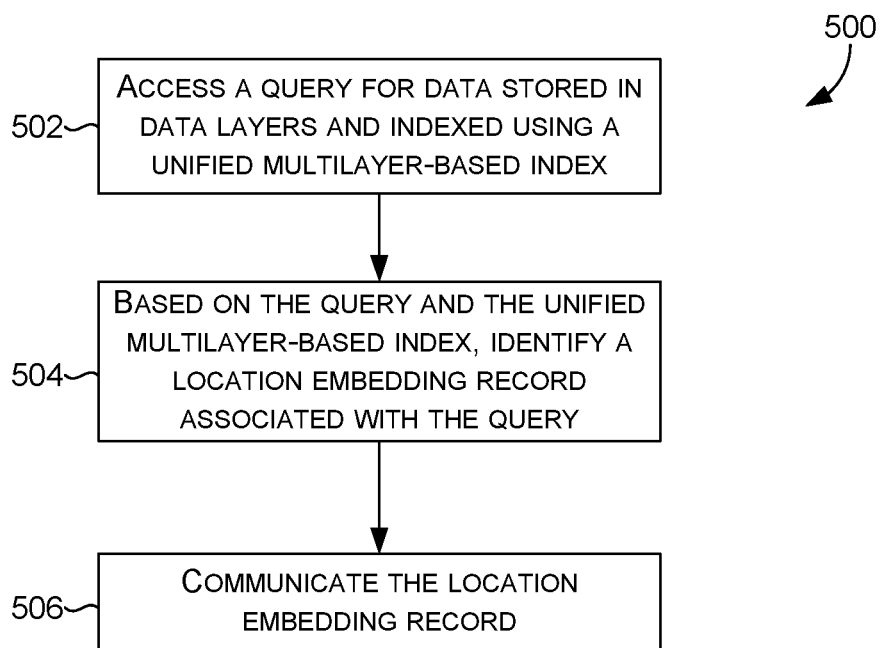 500
502
ACCESS A QUERY FOR DATA STORED IN
DATA LAYERS AND INDEXED USING A
UNIFIED MULTILAYER-BASED INDEX
504
BASED ON THE QUERY AND THE UNIFIED
MULTILAYER-BASED INDEX, IDENTIFY A
LOCATION EMBEDDING RECORD
ASSOCIATED WITH THE QUERY
506
COMMUNICATE THE LOCATION
EMBEDDING RECORD